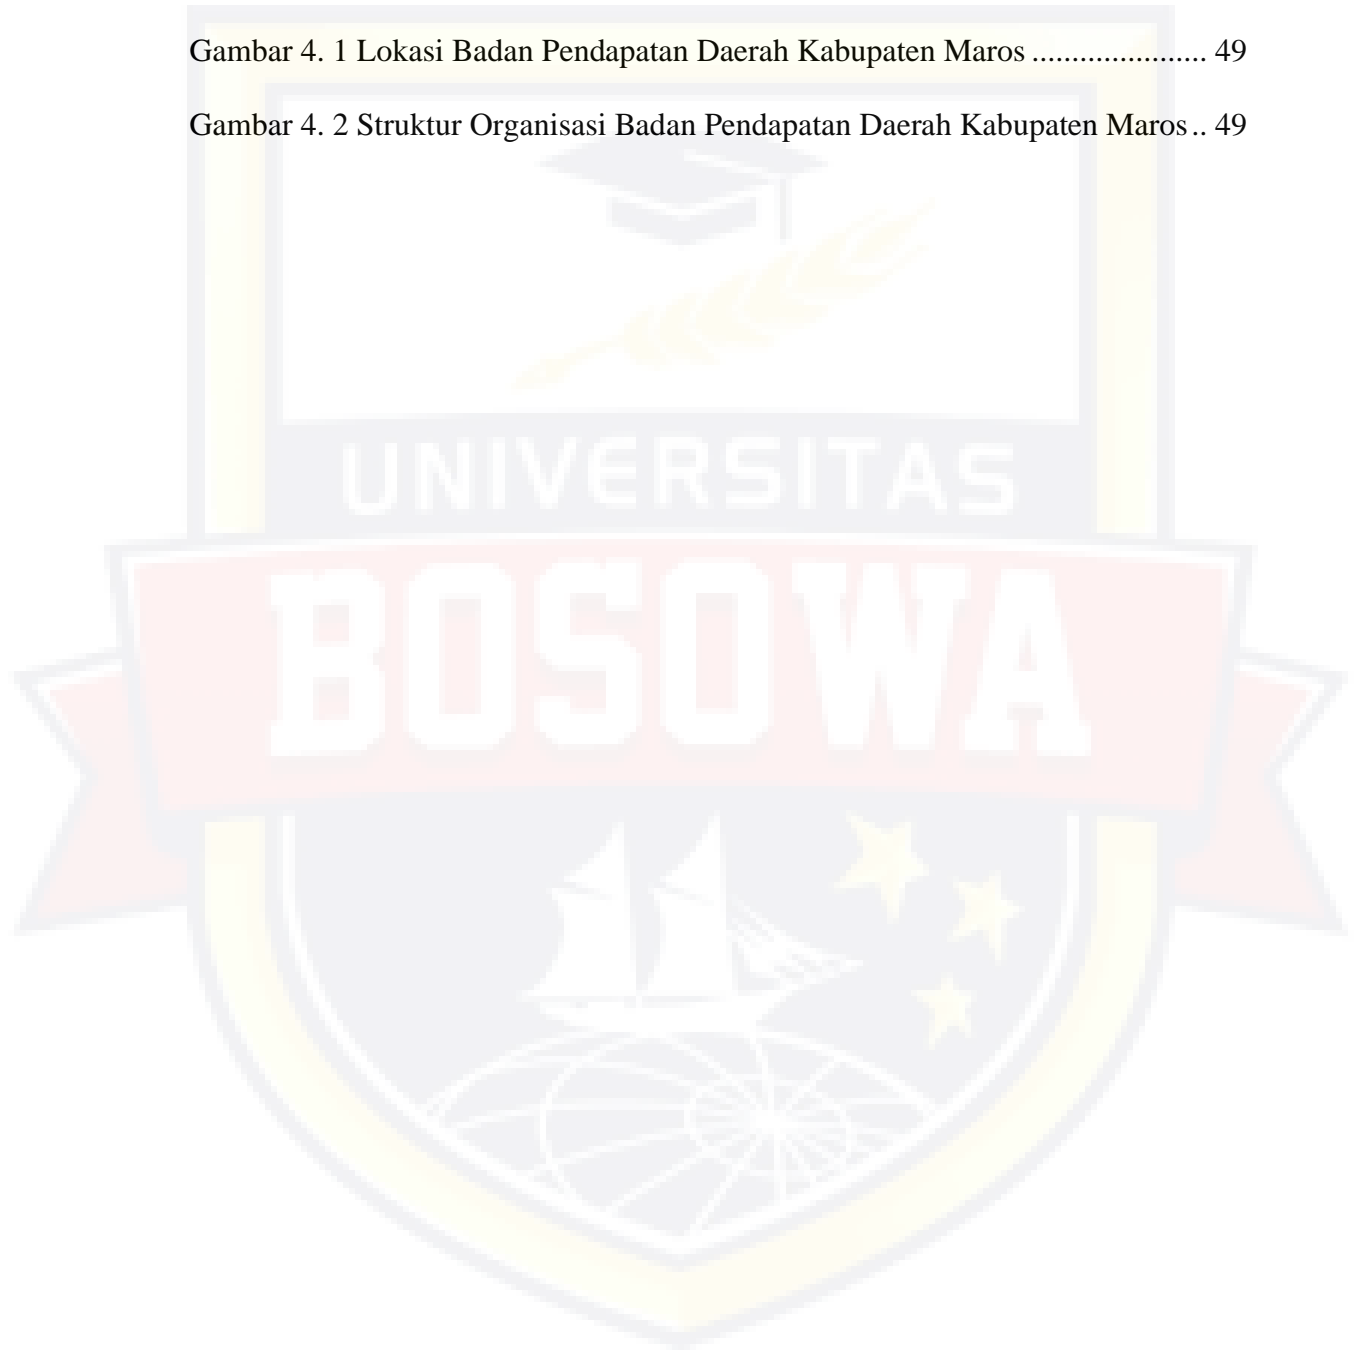 Gambar 4. 1 Lokasi Badan Pendapatan Daerah Kabupaten Maros ...................... 49
Gambar 4. 2 Struktur Organisasi Badan Pendapatan Daerah Kabupaten Maros .. 49
UNIVERSITAS
BOSOWA